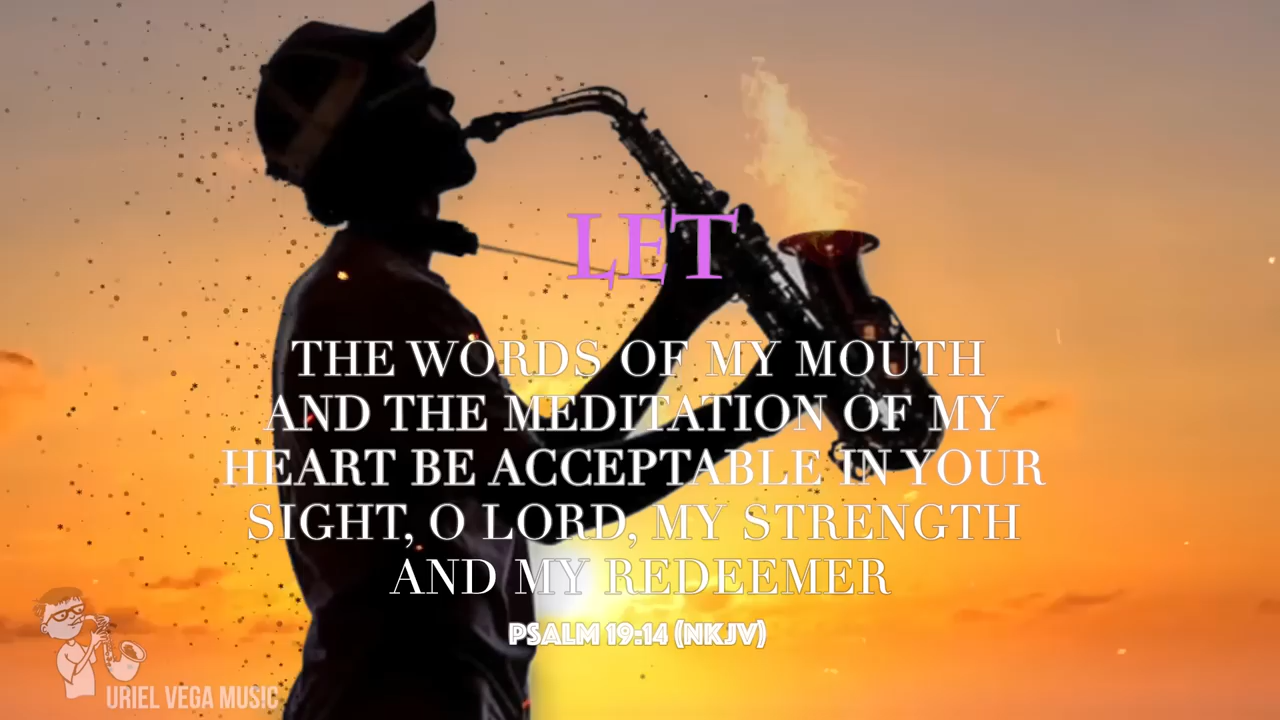 LET
THE WORDS OF MY MOUTH
AND THE MEDITATION OF MY
HEART BE ACCEPTABLE IN YOUR
SIGHT, O LORD, MY STRENGTH
AND MY REDEEMER
PSALM 19:14 (NKJV)
URIEL VEGA MUSIC